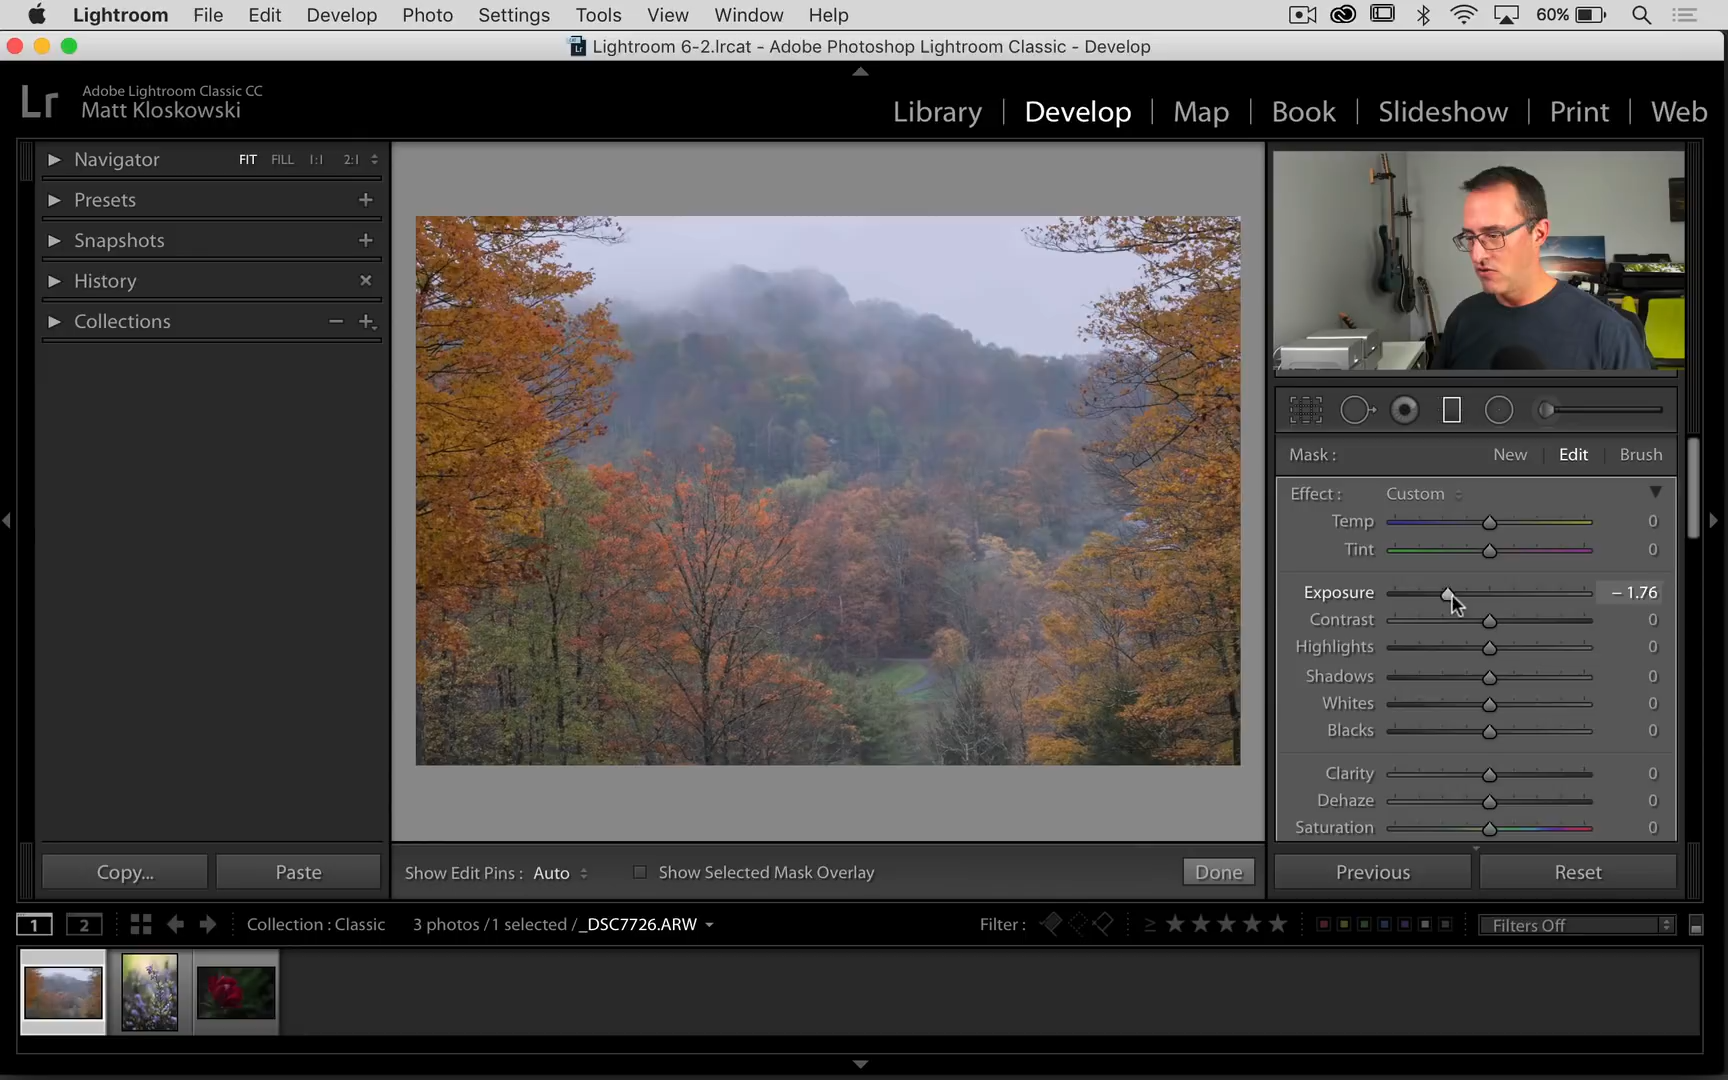 Lightroom File Edit Develop Photo Settings Tools View Window Help 60%
Lightroom 6-2.lrcat - Adobe Photoshop Lightroom Classic - Develop
Lr
Adobe Lightroom Classic CC
Matt Kloskowski
Library | Develop | Map | Book | Slideshow | Print | Web
Navigator FIT FILL 1:1 2:1
Presets
Snapshots
History
Collections
Mask : New Edit Brush
Effect : Custom
Temp 0
Tint 0
Exposure – 1.76
Contrast 0
Highlights 0
Shadows 0
Whites 0
Blacks 0
Clarity 0
Dehaze 0
Saturation 0
Copy... Paste
Show Edit Pins : Auto Show Selected Mask Overlay Done
Previous Reset
1 2 Collection : Classic 3 photos /1 selected /_DSC7726.ARW Filter : ≥ Filters Off